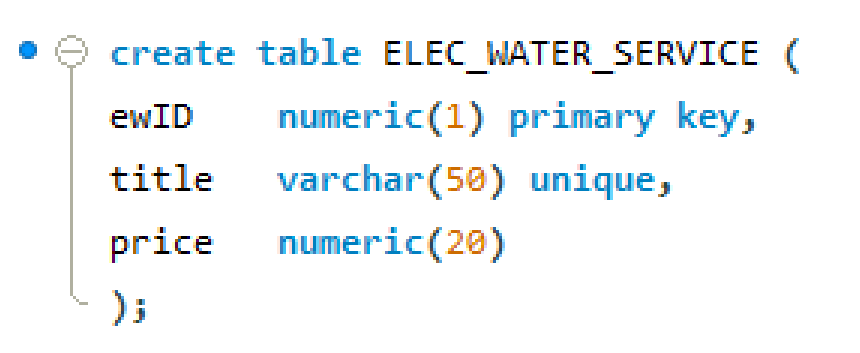 create table ELEC_WATER_SERVICE (
ewID numeric(1) primary key,
title varchar(50) unique,
price numeric(20)
);